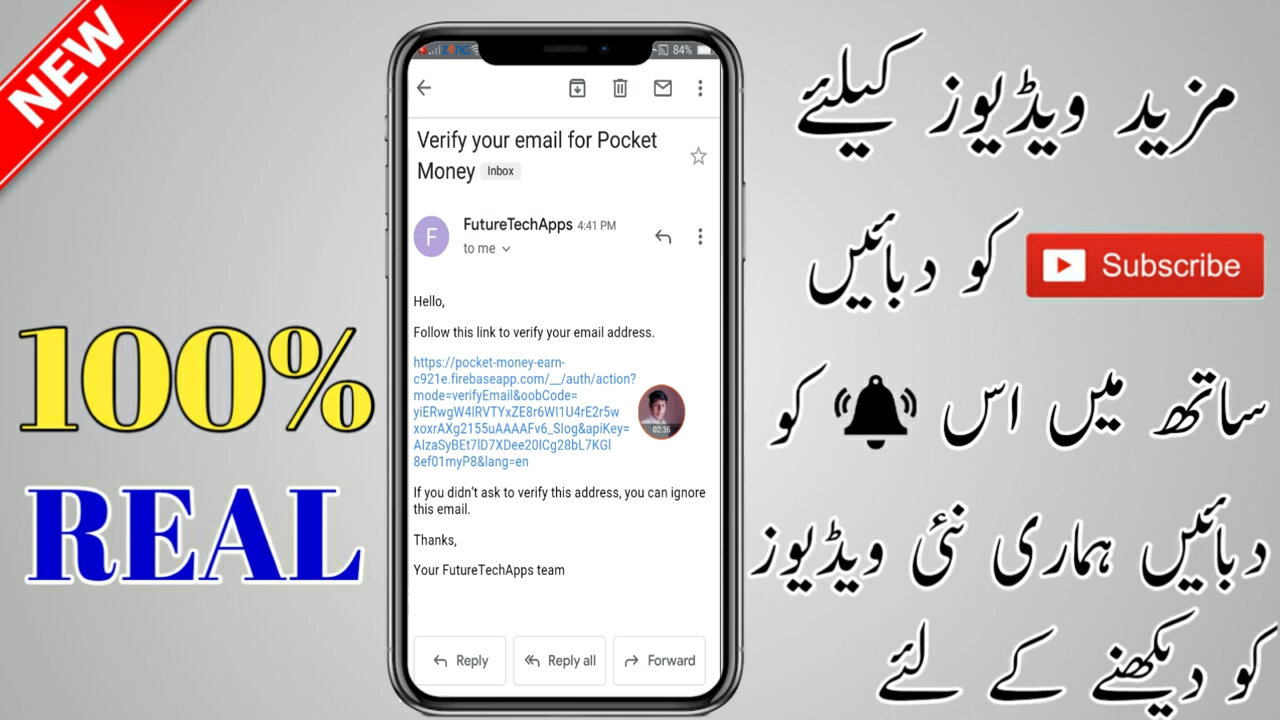 NEW
100%
REAL
ZONG
84%
Verify your email for Pocket
Money Inbox
FutureTechApps 4:41 PM
to me
F
Hello,
Follow this link to verify your email address.
https://pocket-money-earn-
c921e.firebaseapp.com/__/auth/action?
mode=verifyEmail&oobCode=
yiERwgW4lRVTYxZE8r6WI1U4rE2r5w
xoxrAXg2155uAAAAFv6_Slog&apiKey=
AIzaSyBEt7lD7XDee20ICg28bL7KGl
8ef01myP8&lang=en
02:36
If you didn't ask to verify this address, you can ignore
this email.
Thanks,
Your FutureTechApps team
Reply Reply all Forward
مزید ویڈیوز کیلئے
Subscribe کو دبائیں
ساتھ میں اس کو
دبائیں ہماری نئی ویڈیوز
کو دیکھنے کے لئے